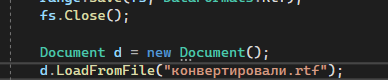 fs.Close();
Document d = new Document();
d.LoadFromFile("конвертировали.rtf");